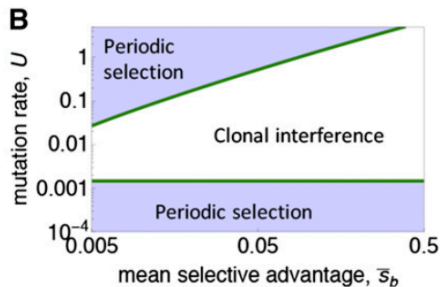 B
Periodic
selection
Clonal interference
Periodic selection
mutation rate, U
1
0.1
0.01
0.001
10⁻⁴
0.005
0.05
0.5
mean selective advantage, s̄_b